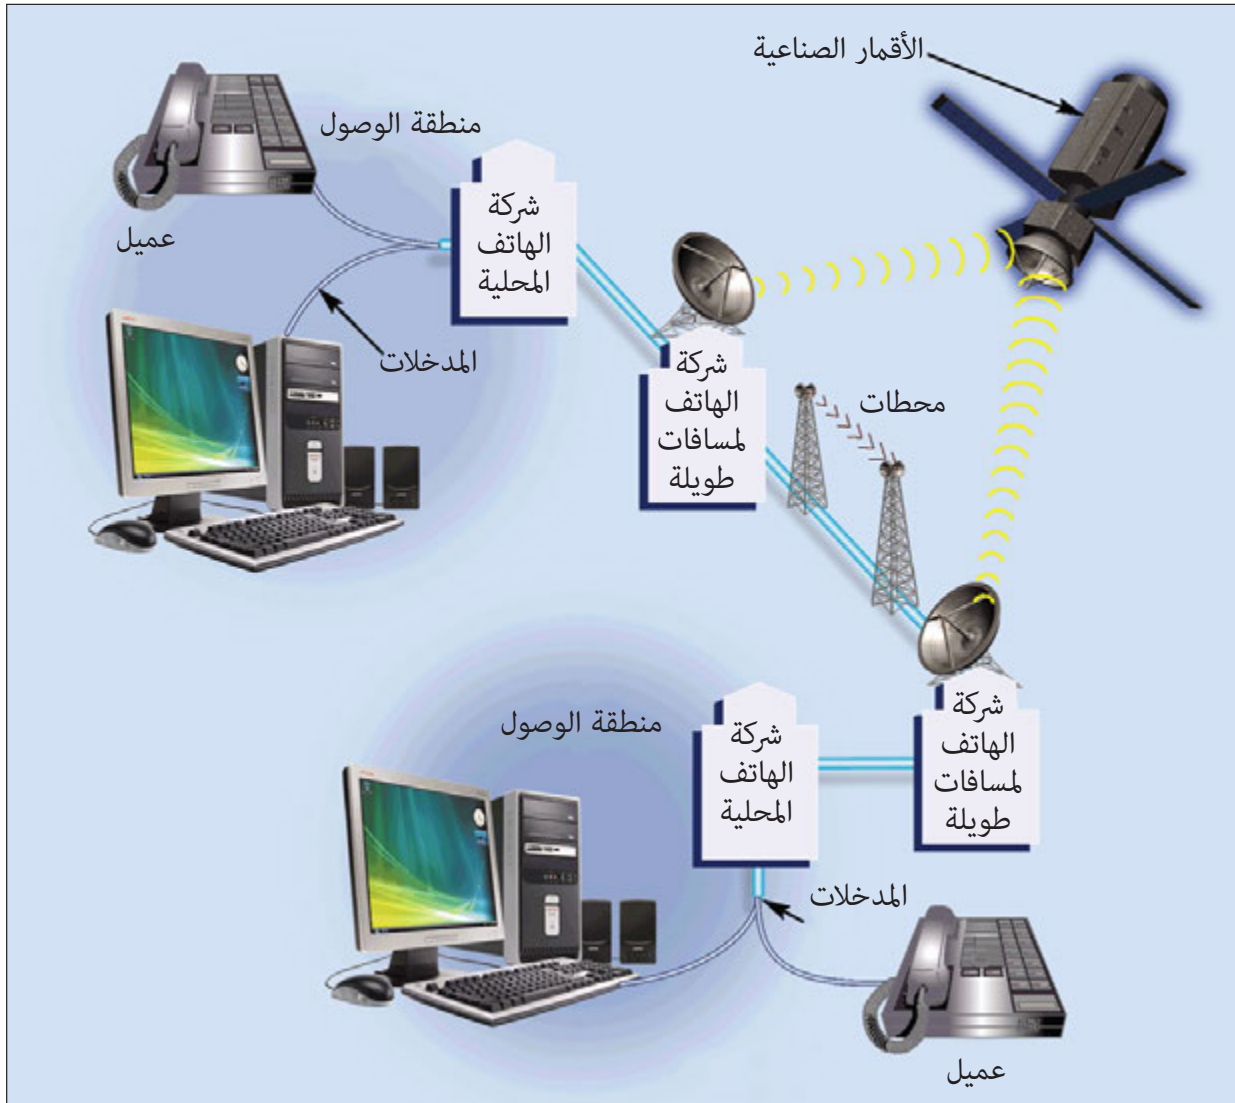 الأقمار الصناعية
منطقة الوصول
عميل
شركة
الهاتف
المحلية
المدخلات
شركة
الهاتف
لمسافات
طويلة
محطات
شركة
الهاتف
لمسافات
طويلة
منطقة الوصول
شركة
الهاتف
المحلية
المدخلات
عميل